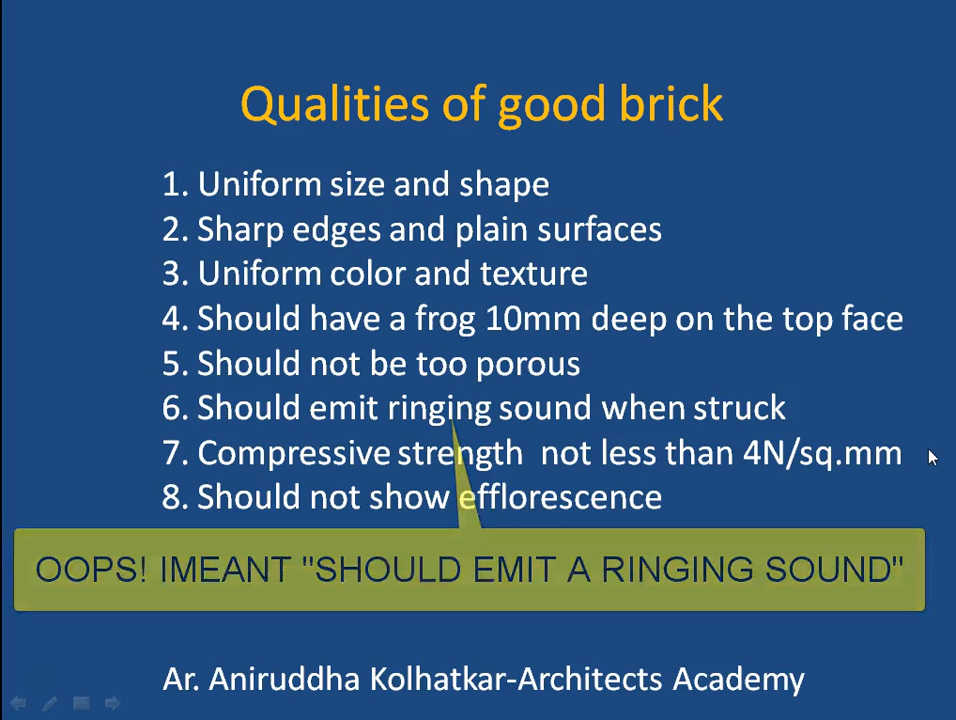 Qualities of good brick
1. Uniform size and shape
2. Sharp edges and plain surfaces
3. Uniform color and texture
4. Should have a frog 10mm deep on the top face
5. Should not be too porous
6. Should emit ringing sound when struck
7. Compressive strength  not less than 4N/sq.mm
8. Should not show efflorescence
OOPS! IMEANT "SHOULD EMIT A RINGING SOUND"
Ar. Aniruddha Kolhatkar-Architects Academy